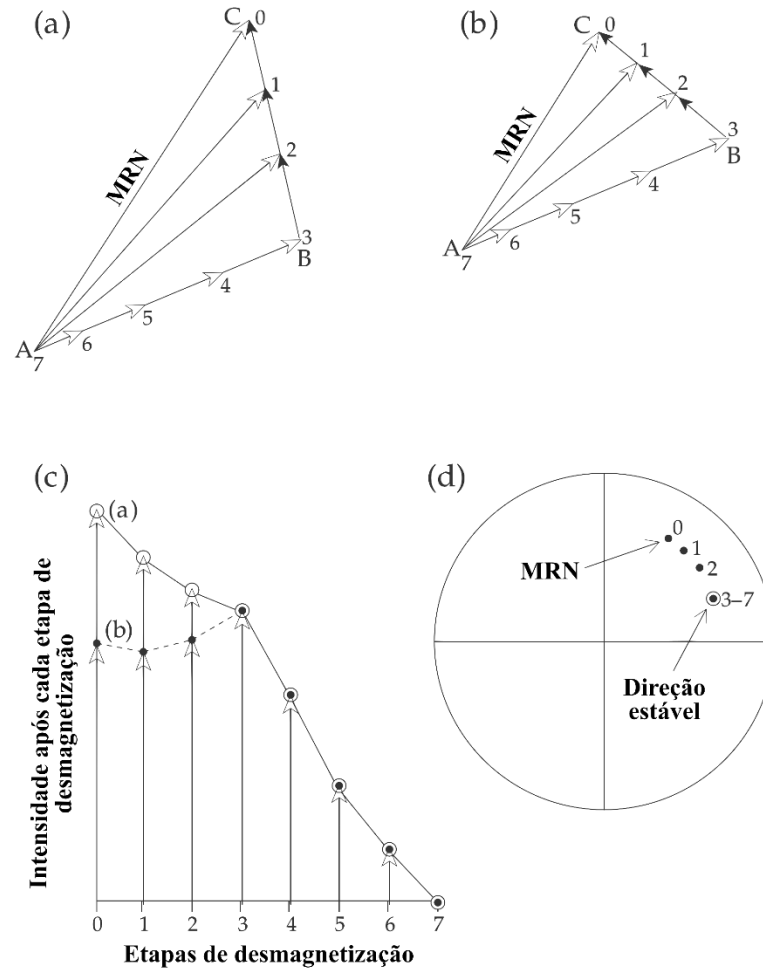 (a)
C 0
1
2
3
B
4
5
6
A
7
MRN
(b)
C 0
1
2
3
B
4
5
6
A
7
MRN
(c)
(a)
(b)
Intensidade após cada etapa de
desmagnetização
0 1 2 3 4 5 6 7
Etapas de desmagnetização
(d)
0
1
2
3–7
MRN
Direção
estável